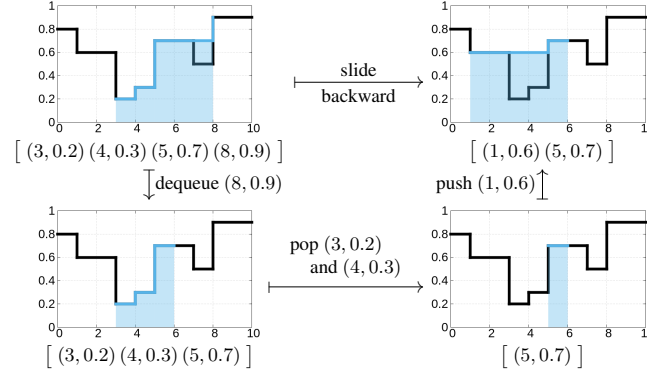 1
0.8
0.6
0.4
0.2
0
0 2 4 6 8 10
[ (3, 0.2) (4, 0.3) (5, 0.7) (8, 0.9) ]
slide
backward
1
0.8
0.6
0.4
0.2
0
0 2 4 6 8 10
[ (1, 0.6) (5, 0.7) ]
dequeue (8, 0.9)
push (1, 0.6)
1
0.8
0.6
0.4
0.2
0
0 2 4 6 8 10
[ (3, 0.2) (4, 0.3) (5, 0.7) ]
pop (3, 0.2)
and (4, 0.3)
1
0.8
0.6
0.4
0.2
0
0 2 4 6 8 10
[ (5, 0.7) ]